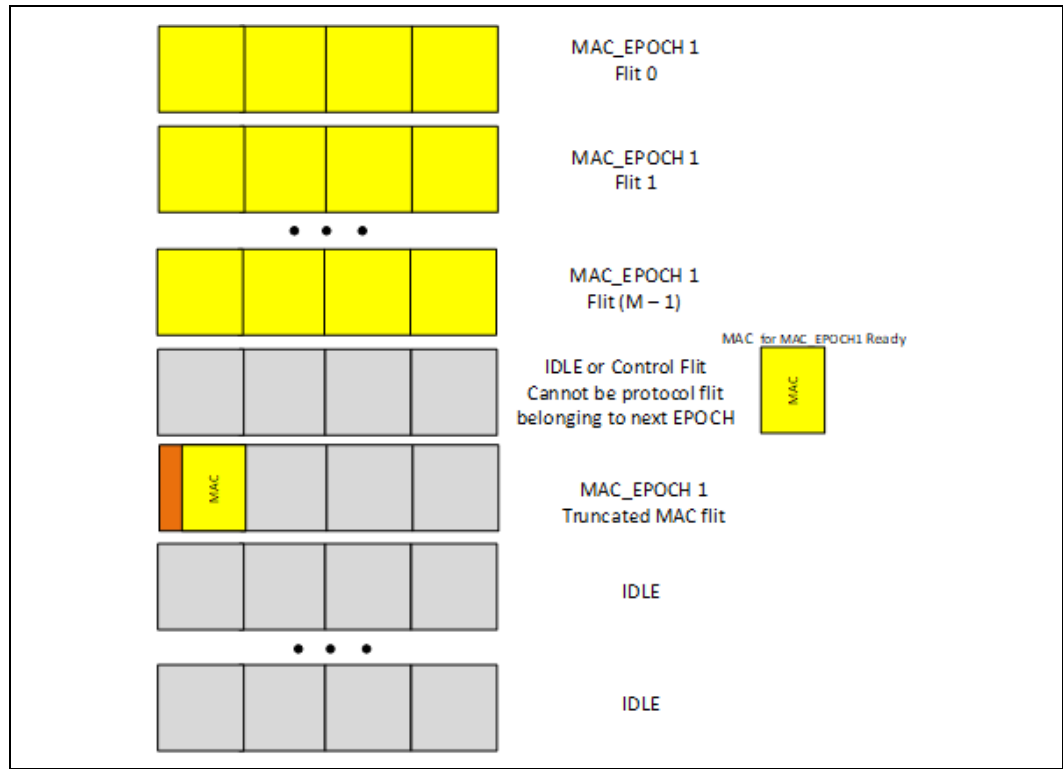 MAC_EPOCH 1
Flit 0
MAC_EPOCH 1
Flit 1
MAC_EPOCH 1
Flit (M – 1)
MAC for MAC_EPOCH1 Ready
IDLE or Control Flit
Cannot be protocol flit
belonging to next EPOCH
MAC
MAC
MAC_EPOCH 1
Truncated MAC flit
IDLE
IDLE